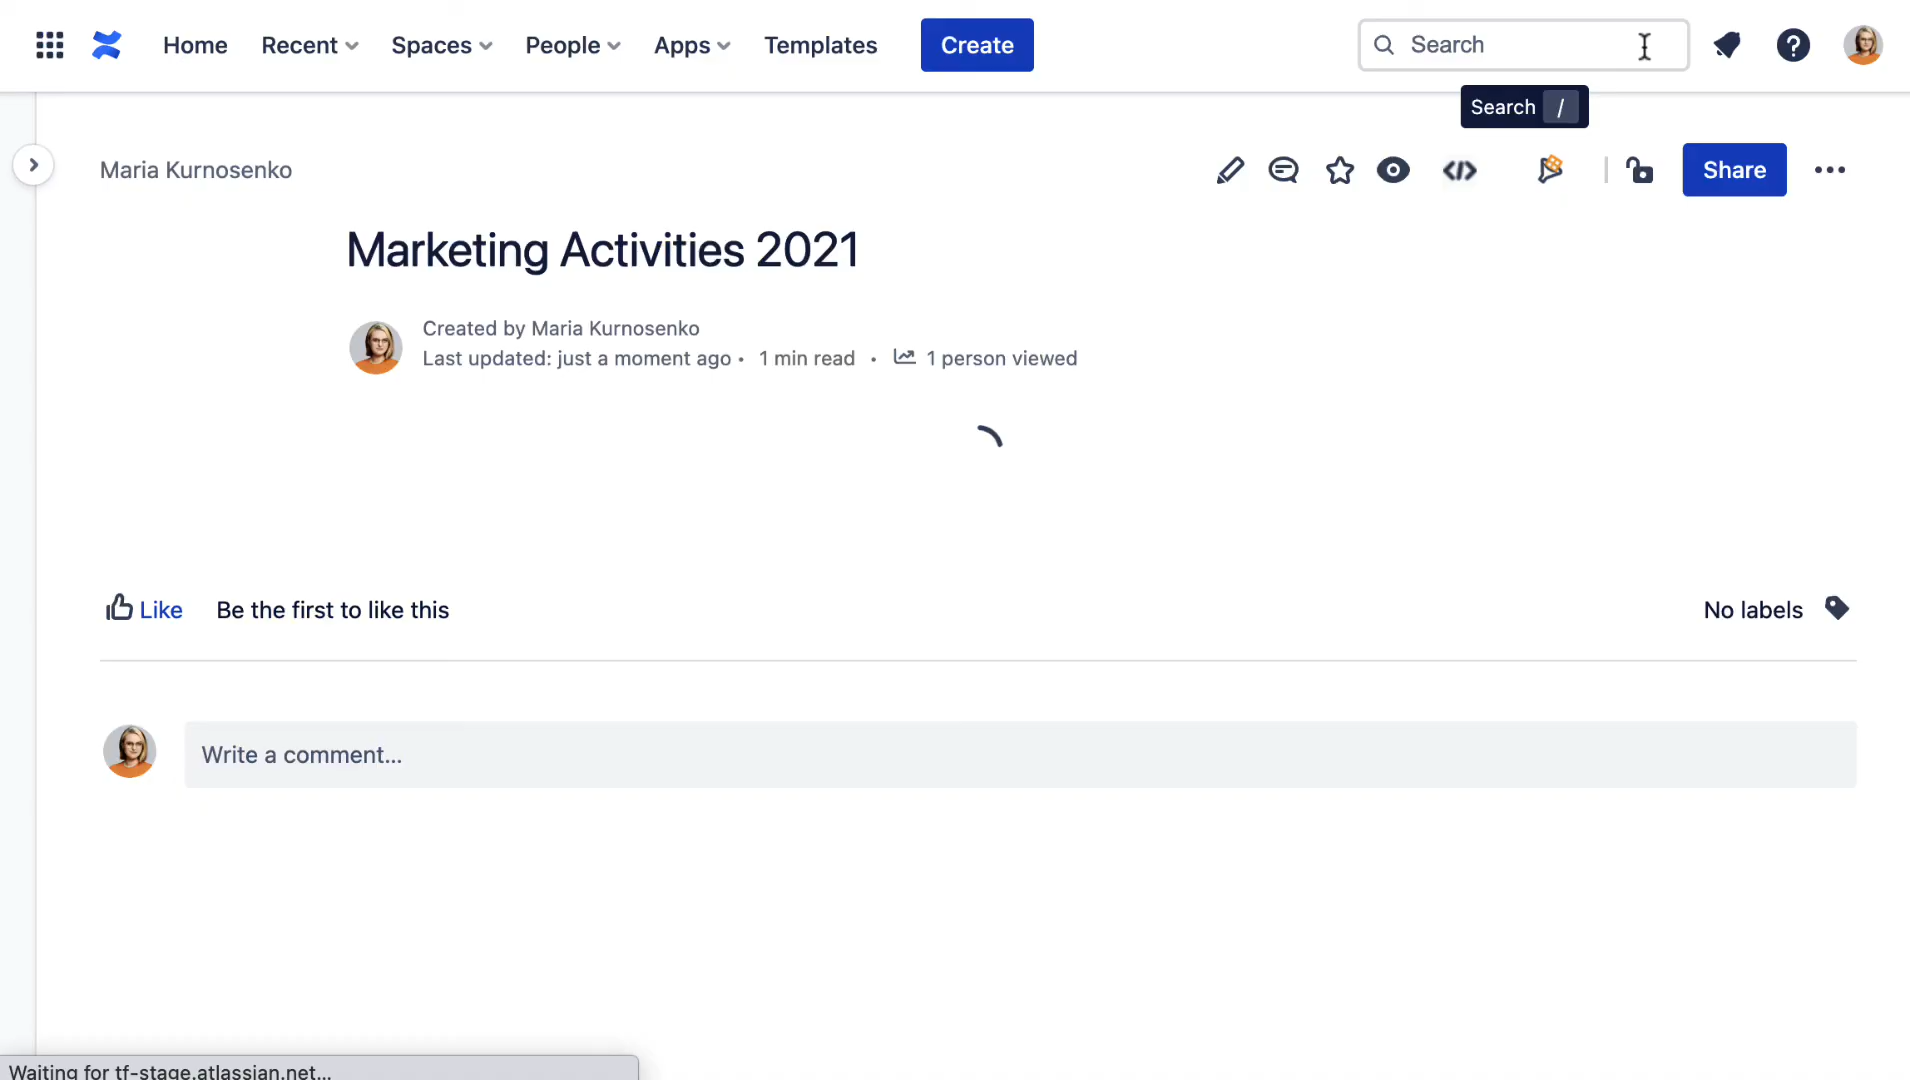 Home Recent Spaces People Apps Templates Create Search
Search /
Maria Kurnosenko
Share
Marketing Activities 2021
Created by Maria Kurnosenko
Last updated: just a moment ago • 1 min read • 1 person viewed
Like Be the first to like this No labels
Write a comment...
Waiting for tf-stage.atlassian.net...